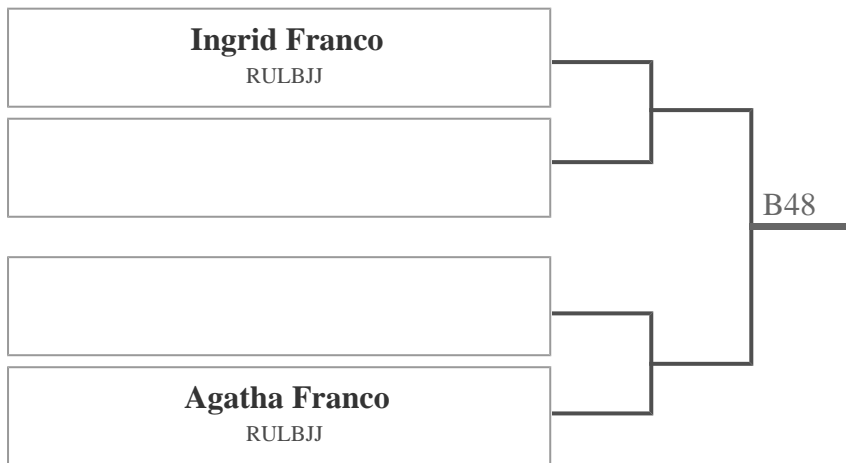 Ingrid Franco
RULBJJ
B48
Agatha Franco
RULBJJ